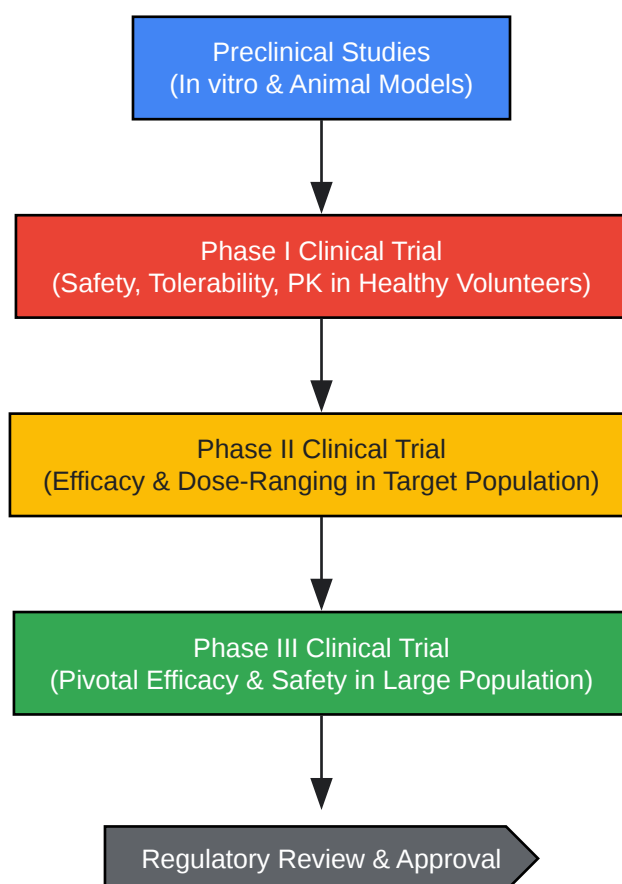 Preclinical Studies
(In vitro & Animal Models)
Phase I Clinical Trial
(Safety, Tolerability, PK in Healthy Volunteers)
Phase II Clinical Trial
(Efficacy & Dose-Ranging in Target Population)
Phase III Clinical Trial
(Pivotal Efficacy & Safety in Large Population)
Regulatory Review & Approval